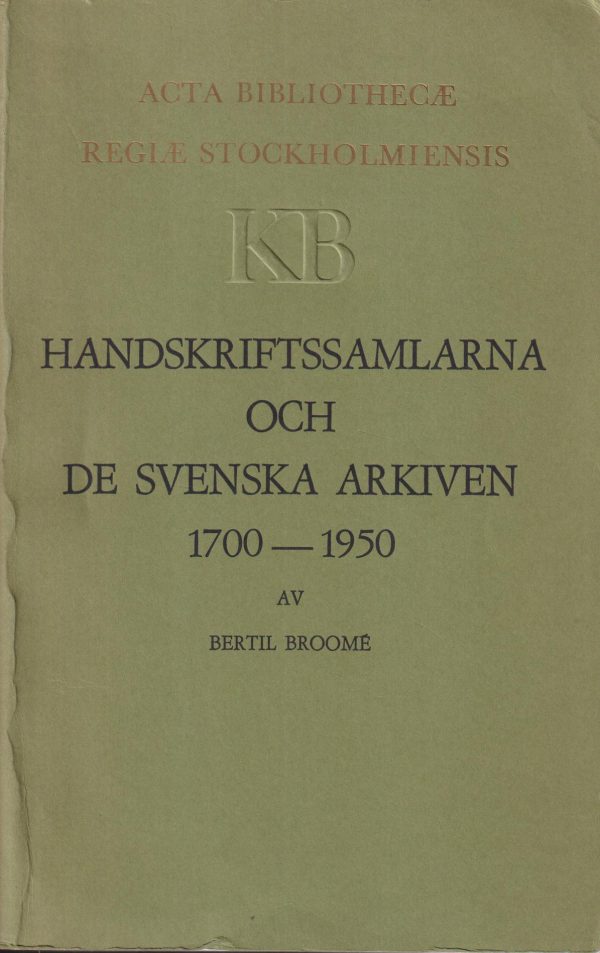 ACTA BIBLIOTHECÆ
REGIÆ STOCKHOLMIENSIS
KB
HANDSKRIFTSSAMLARNA
OCH
DE SVENSKA ARKIVEN
1700 — 1950
AV
BERTIL BROOMÉ